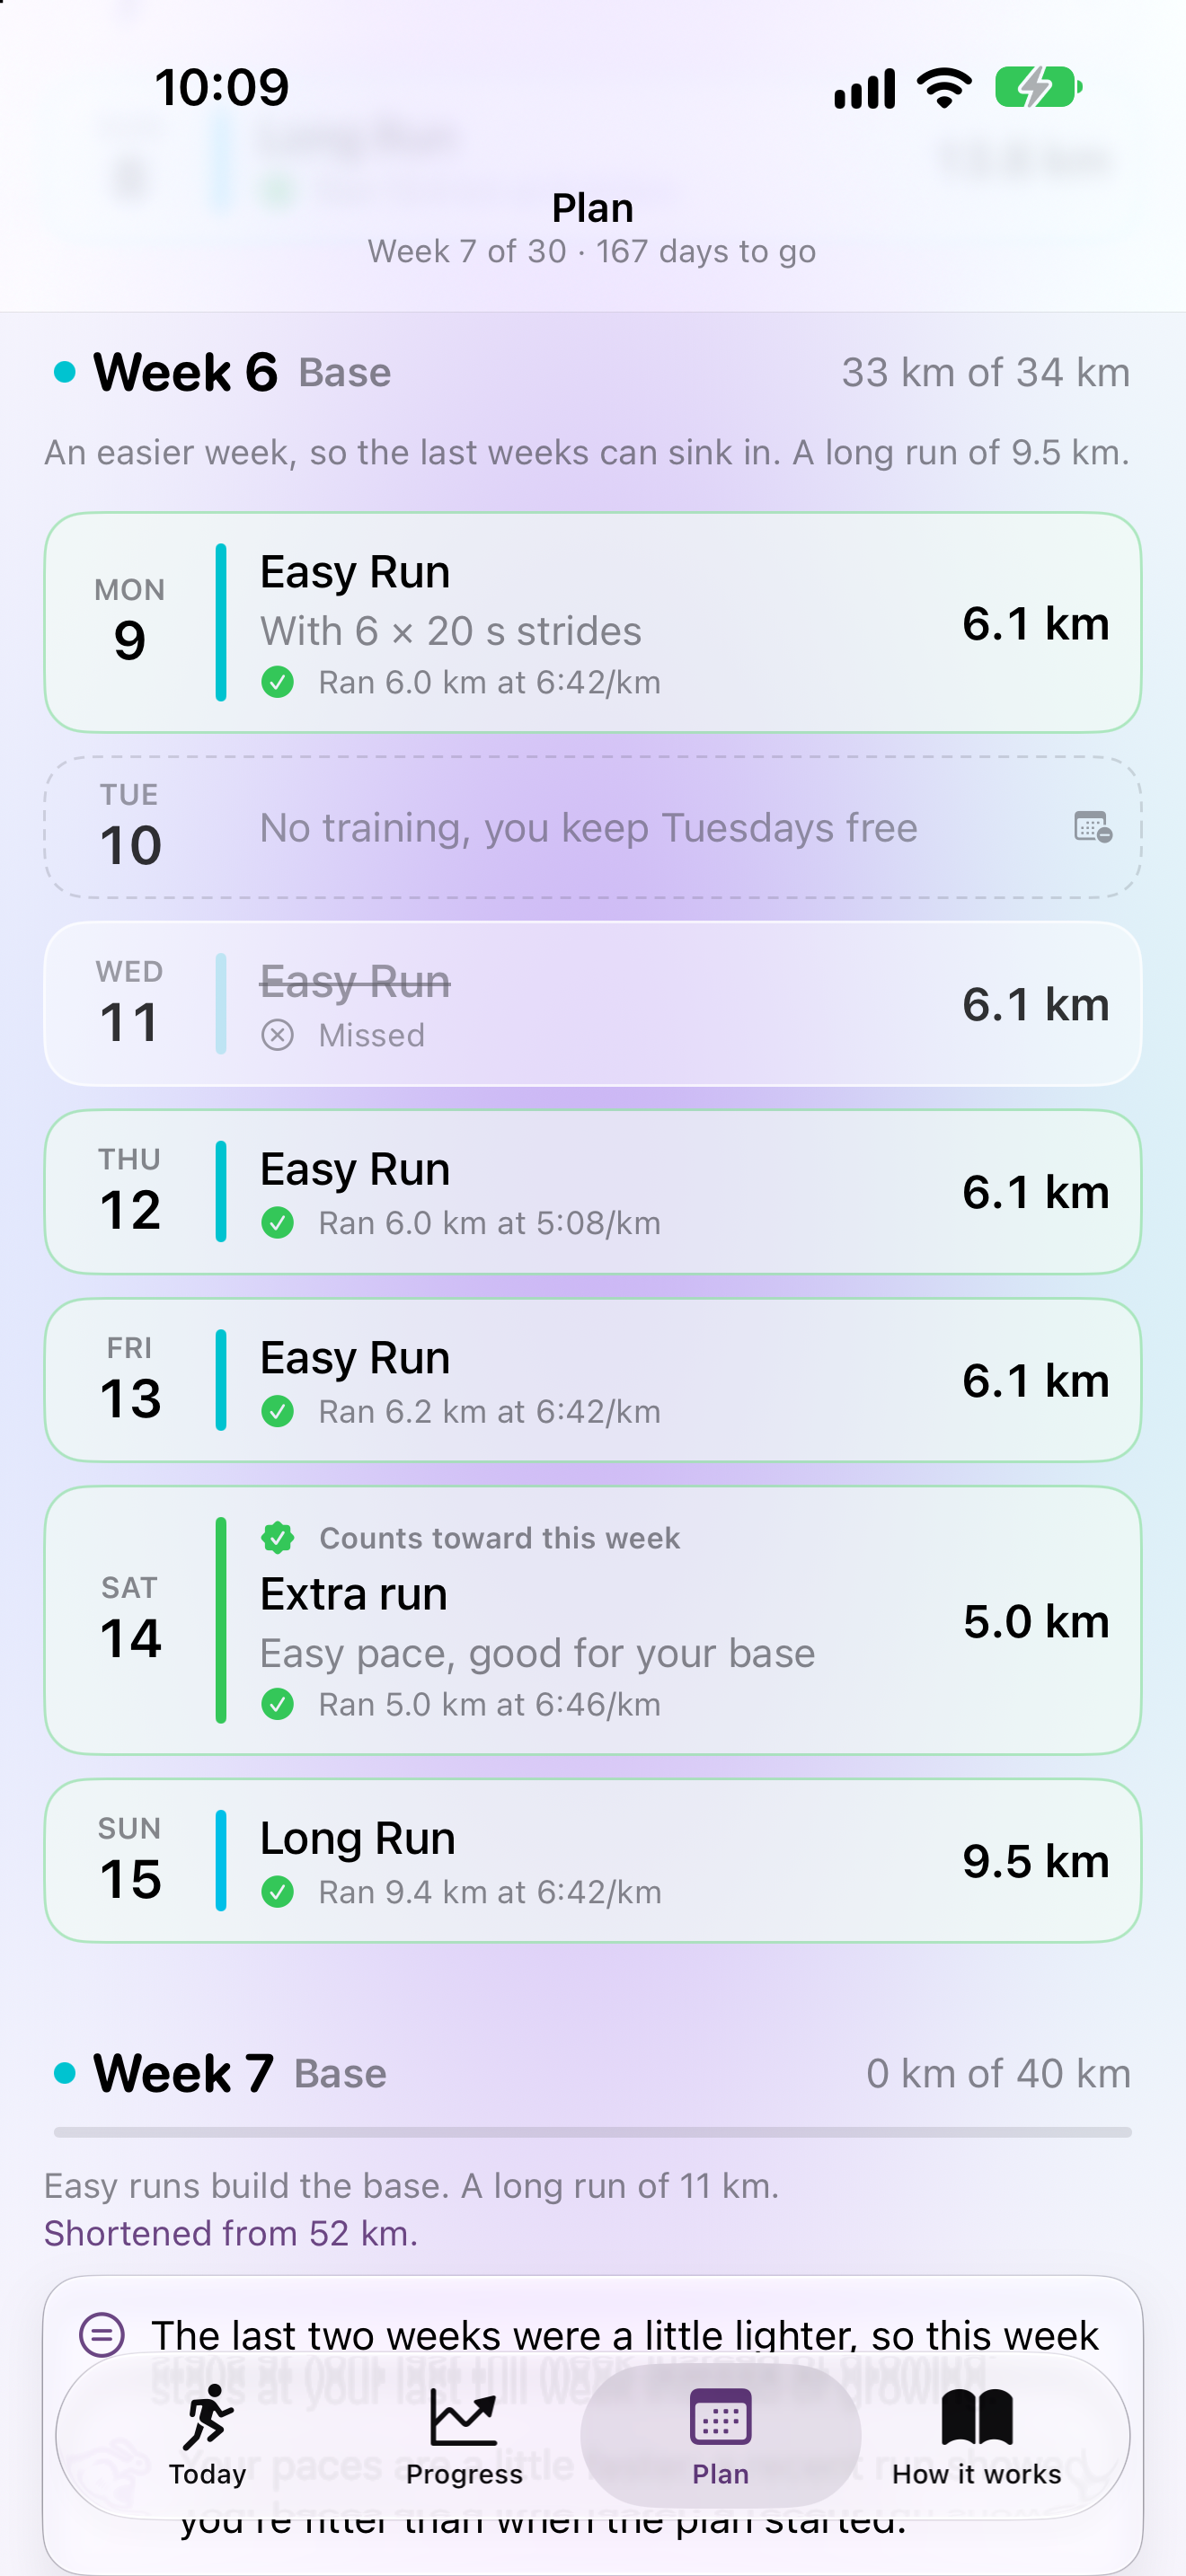 10:09
Plan
Week 7 of 30 · 167 days to go
Week 6 Base
33 km of 34 km
An easier week, so the last weeks can sink in. A long run of 9.5 km.
MON
9
Easy Run
With 6 × 20 s strides
Ran 6.0 km at 6:42/km
6.1 km
TUE
10
No training, you keep Tuesdays free
WED
11
Easy Run
Missed
6.1 km
THU
12
Easy Run
Ran 6.0 km at 5:08/km
6.1 km
FRI
13
Easy Run
Ran 6.2 km at 6:42/km
6.1 km
SAT
14
Counts toward this week
Extra run
Easy pace, good for your base
Ran 5.0 km at 6:46/km
5.0 km
SUN
15
Long Run
Ran 9.4 km at 6:42/km
9.5 km
Week 7 Base
0 km of 40 km
Easy runs build the base. A long run of 11 km.
Shortened from 52 km.
The last two weeks were a little lighter, so this week
you're fitter than when the plan started.
Today
Progress
Plan
How it works